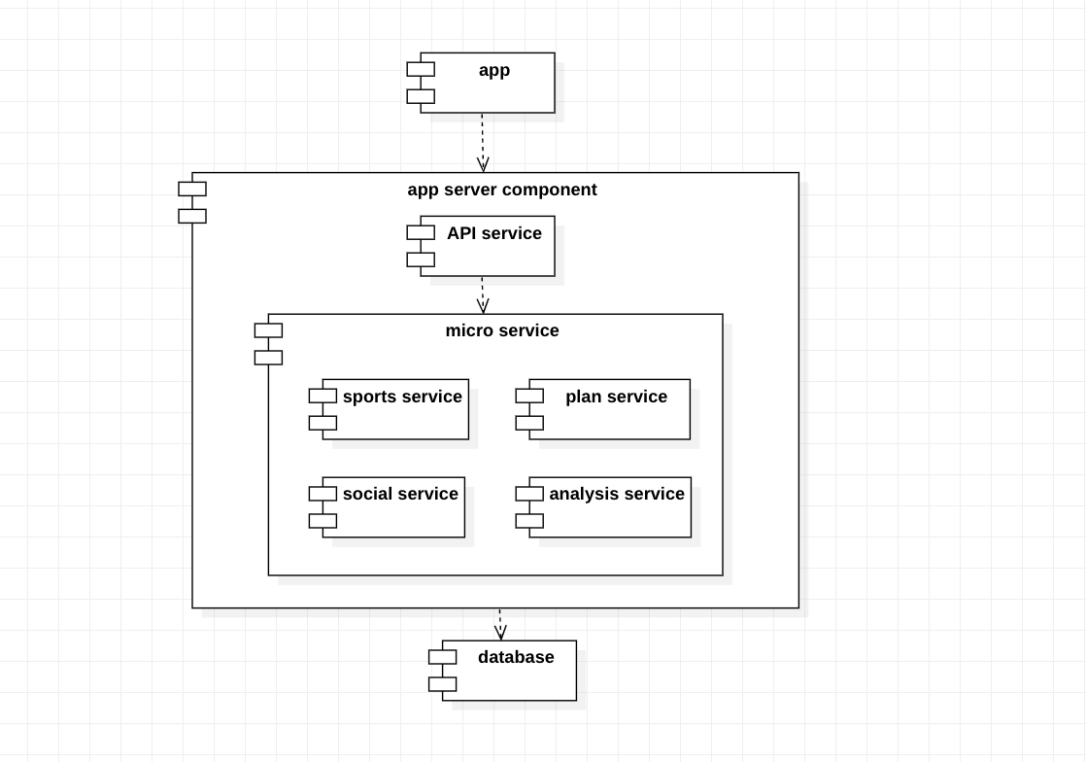 app
app server component
API service
micro service
sports service
plan service
social service
analysis service
database